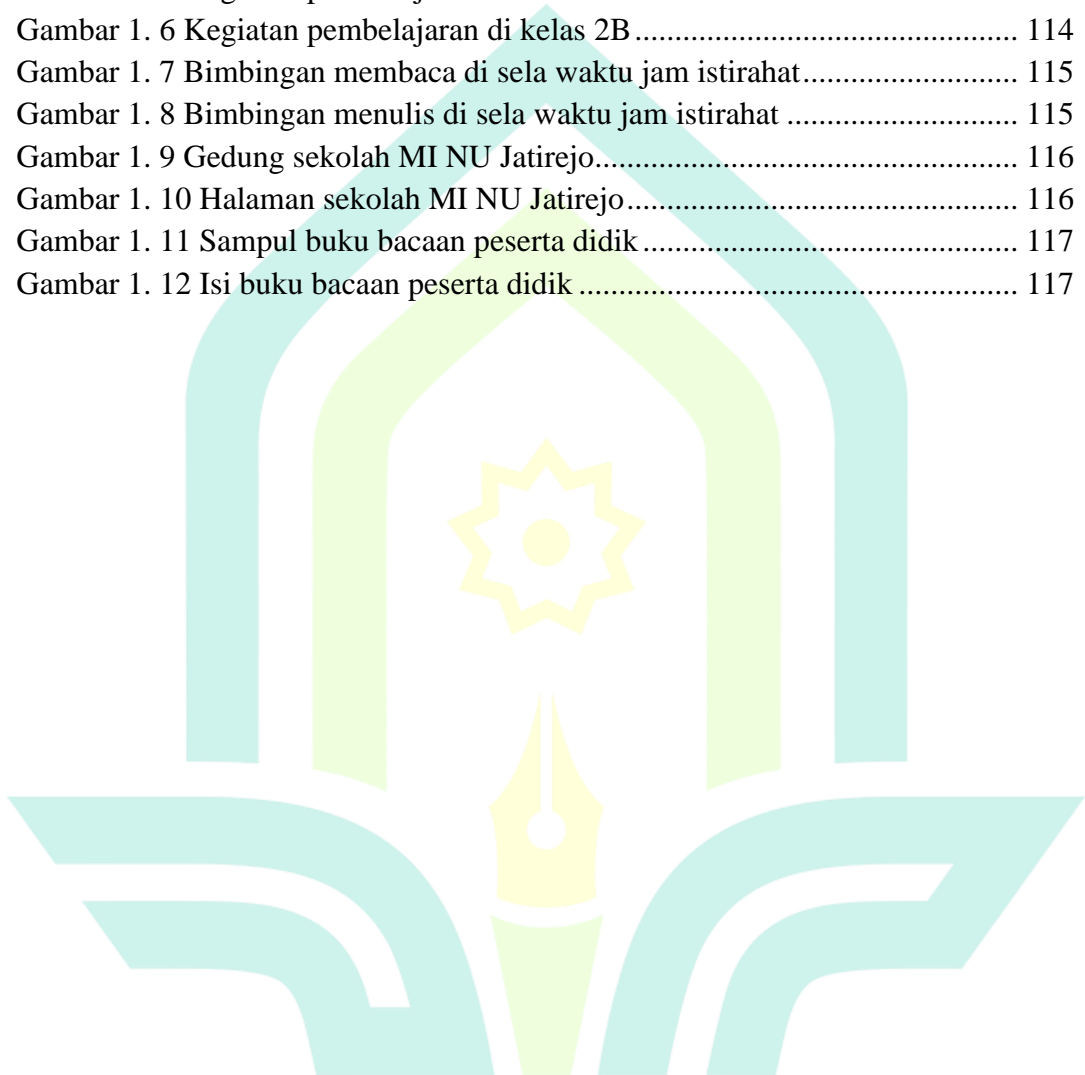 Gambar 1. 6 Kegiatan pembelajaran di kelas 2B ................................................................ 114
Gambar 1. 7 Bimbingan membaca di sela waktu jam istirahat ........................... 115
Gambar 1. 8 Bimbingan menulis di sela waktu jam istirahat ............................. 115
Gambar 1. 9 Gedung sekolah MI NU Jatirejo ..................................................... 116
Gambar 1. 10 Halaman sekolah MI NU Jatirejo ................................................. 116
Gambar 1. 11 Sampul buku bacaan peserta didik ............................................... 117
Gambar 1. 12 Isi buku bacaan peserta didik ....................................................... 117